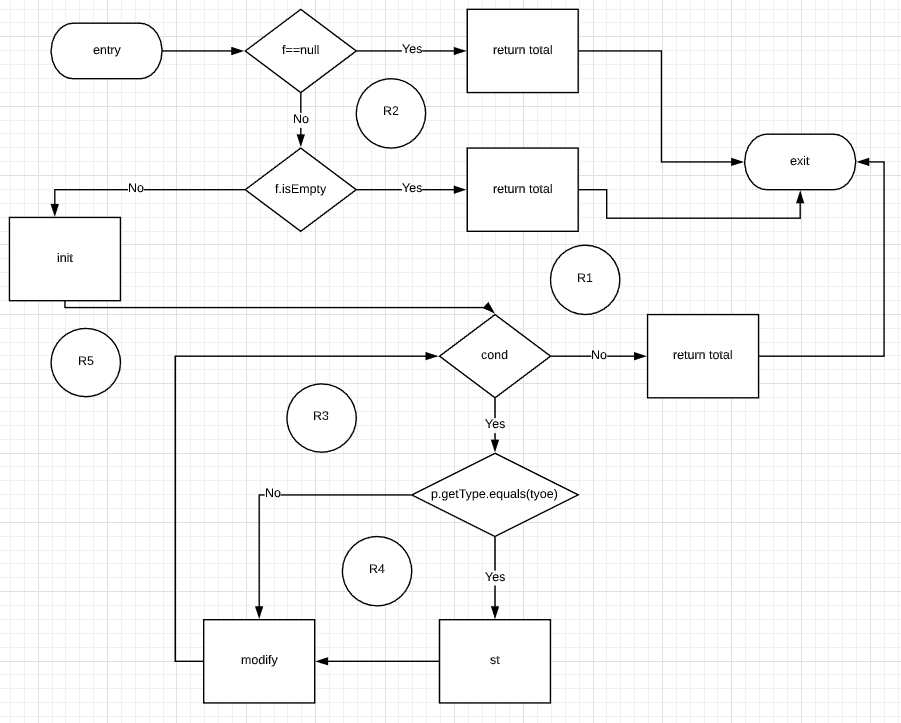 entry
f==null
Yes
return total
R2
No
exit
No
f.isEmpty
Yes
return total
init
R1
R5
cond
No
return total
R3
Yes
No
p.getType.equals(tyoe)
R4
Yes
modify
st